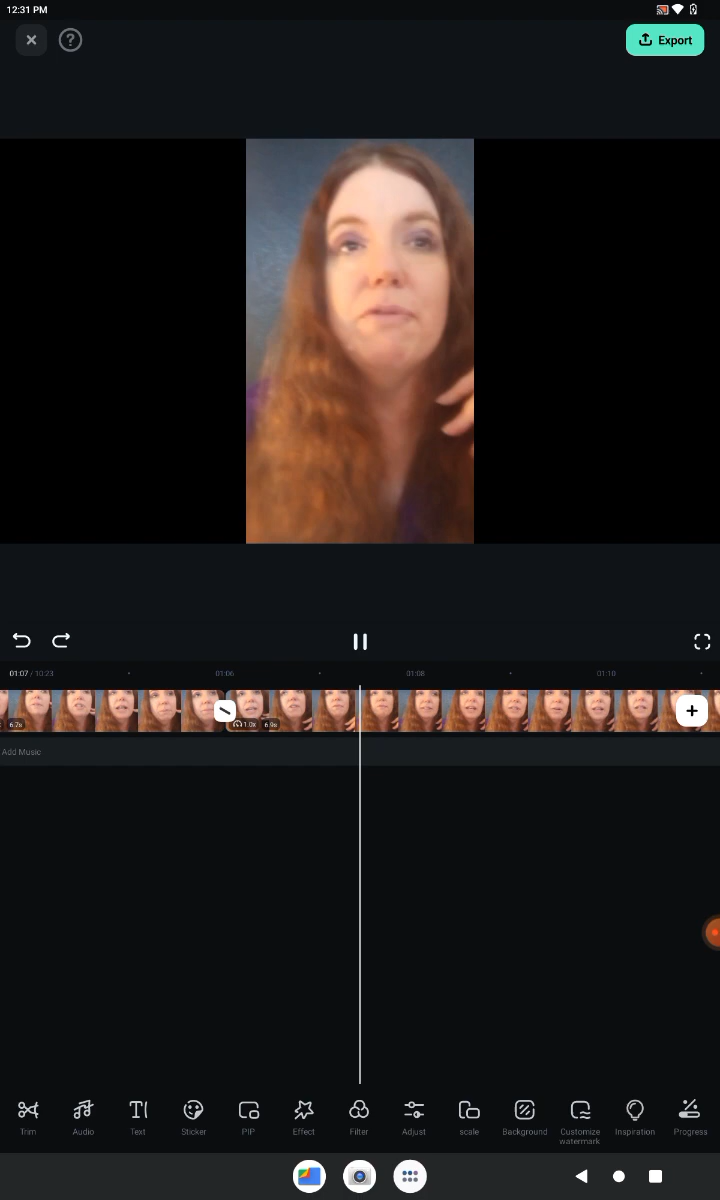 12:31 PM
Export
01:07 / 10:23
01:06
01:08
01:10
6.7s
1.0x
6.9s
Add Music
Trim
Audio
Text
Sticker
PIP
Effect
Filter
Adjust
scale
Background
Customize
watermark
Inspiration
Progress